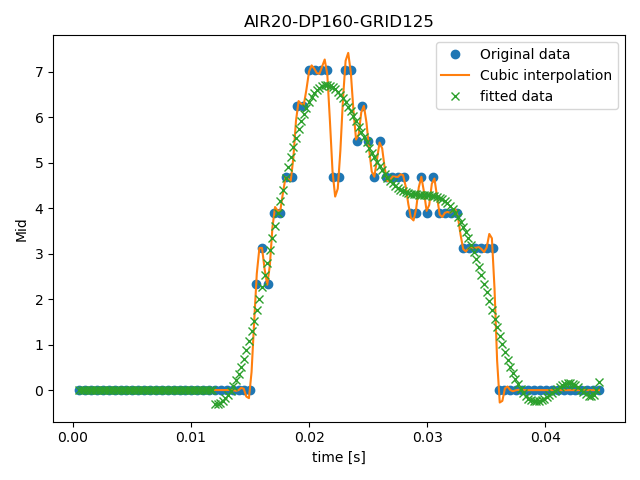 AIR20-DP160-GRID125
Original data
Cubic interpolation
fitted data
Mid
7
6
5
4
3
2
1
0
0.00
0.01
0.02
0.03
0.04
time [s]